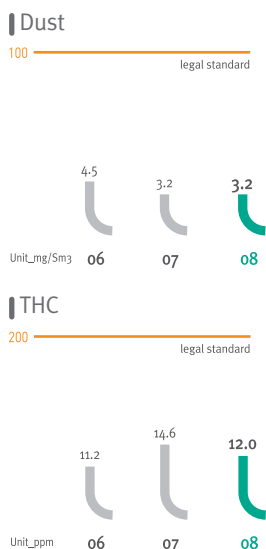 Dust
100
legal standard
4.5
3.2
3.2
Unit_mg/Sm3 06 07 08
THC
200
legal standard
11.2
14.6
12.0
Unit_ppm 06 07 08